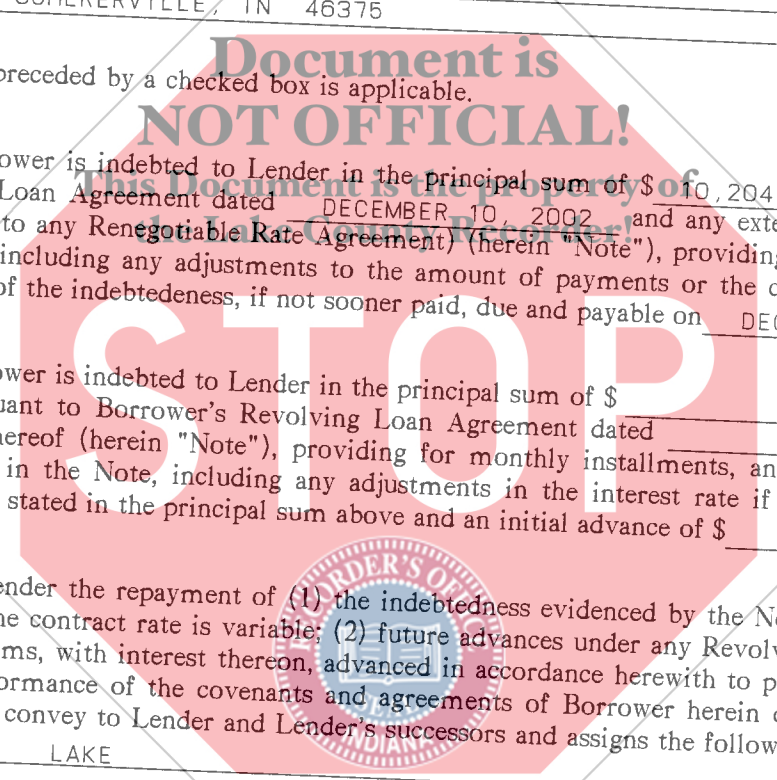 SOMERERVILLE, IN 46375
preceded by a checked box is applicable.
Document is
NOT OFFICIAL!
This Document is the property of
the Lake County Recorder!
ower is indebted to Lender in the principal sum of $ 10,204
Loan Agreement dated DECEMBER 10, 2002 and any exte
to any Renegotiable Rate Agreement) (herein "Note"), providing
including any adjustments to the amount of payments or the c
of the indebtedeness, if not sooner paid, due and payable on DEC
STOP
ower is indebted to Lender in the principal sum of $
uant to Borrower's Revolving Loan Agreement dated
hereof (herein "Note"), providing for monthly installments, an
in the Note, including any adjustments in the interest rate if
stated in the principal sum above and an initial advance of $
ender the repayment of (1) the indebtedness evidenced by the No
he contract rate is variable; (2) future advances under any Revolv
ms, with interest thereon, advanced in accordance herewith to p
ormance of the covenants and agreements of Borrower herein c
convey to Lender and Lender's successors and assigns the follow
LAKE
RECORDER'S OFFICE
INDIANA